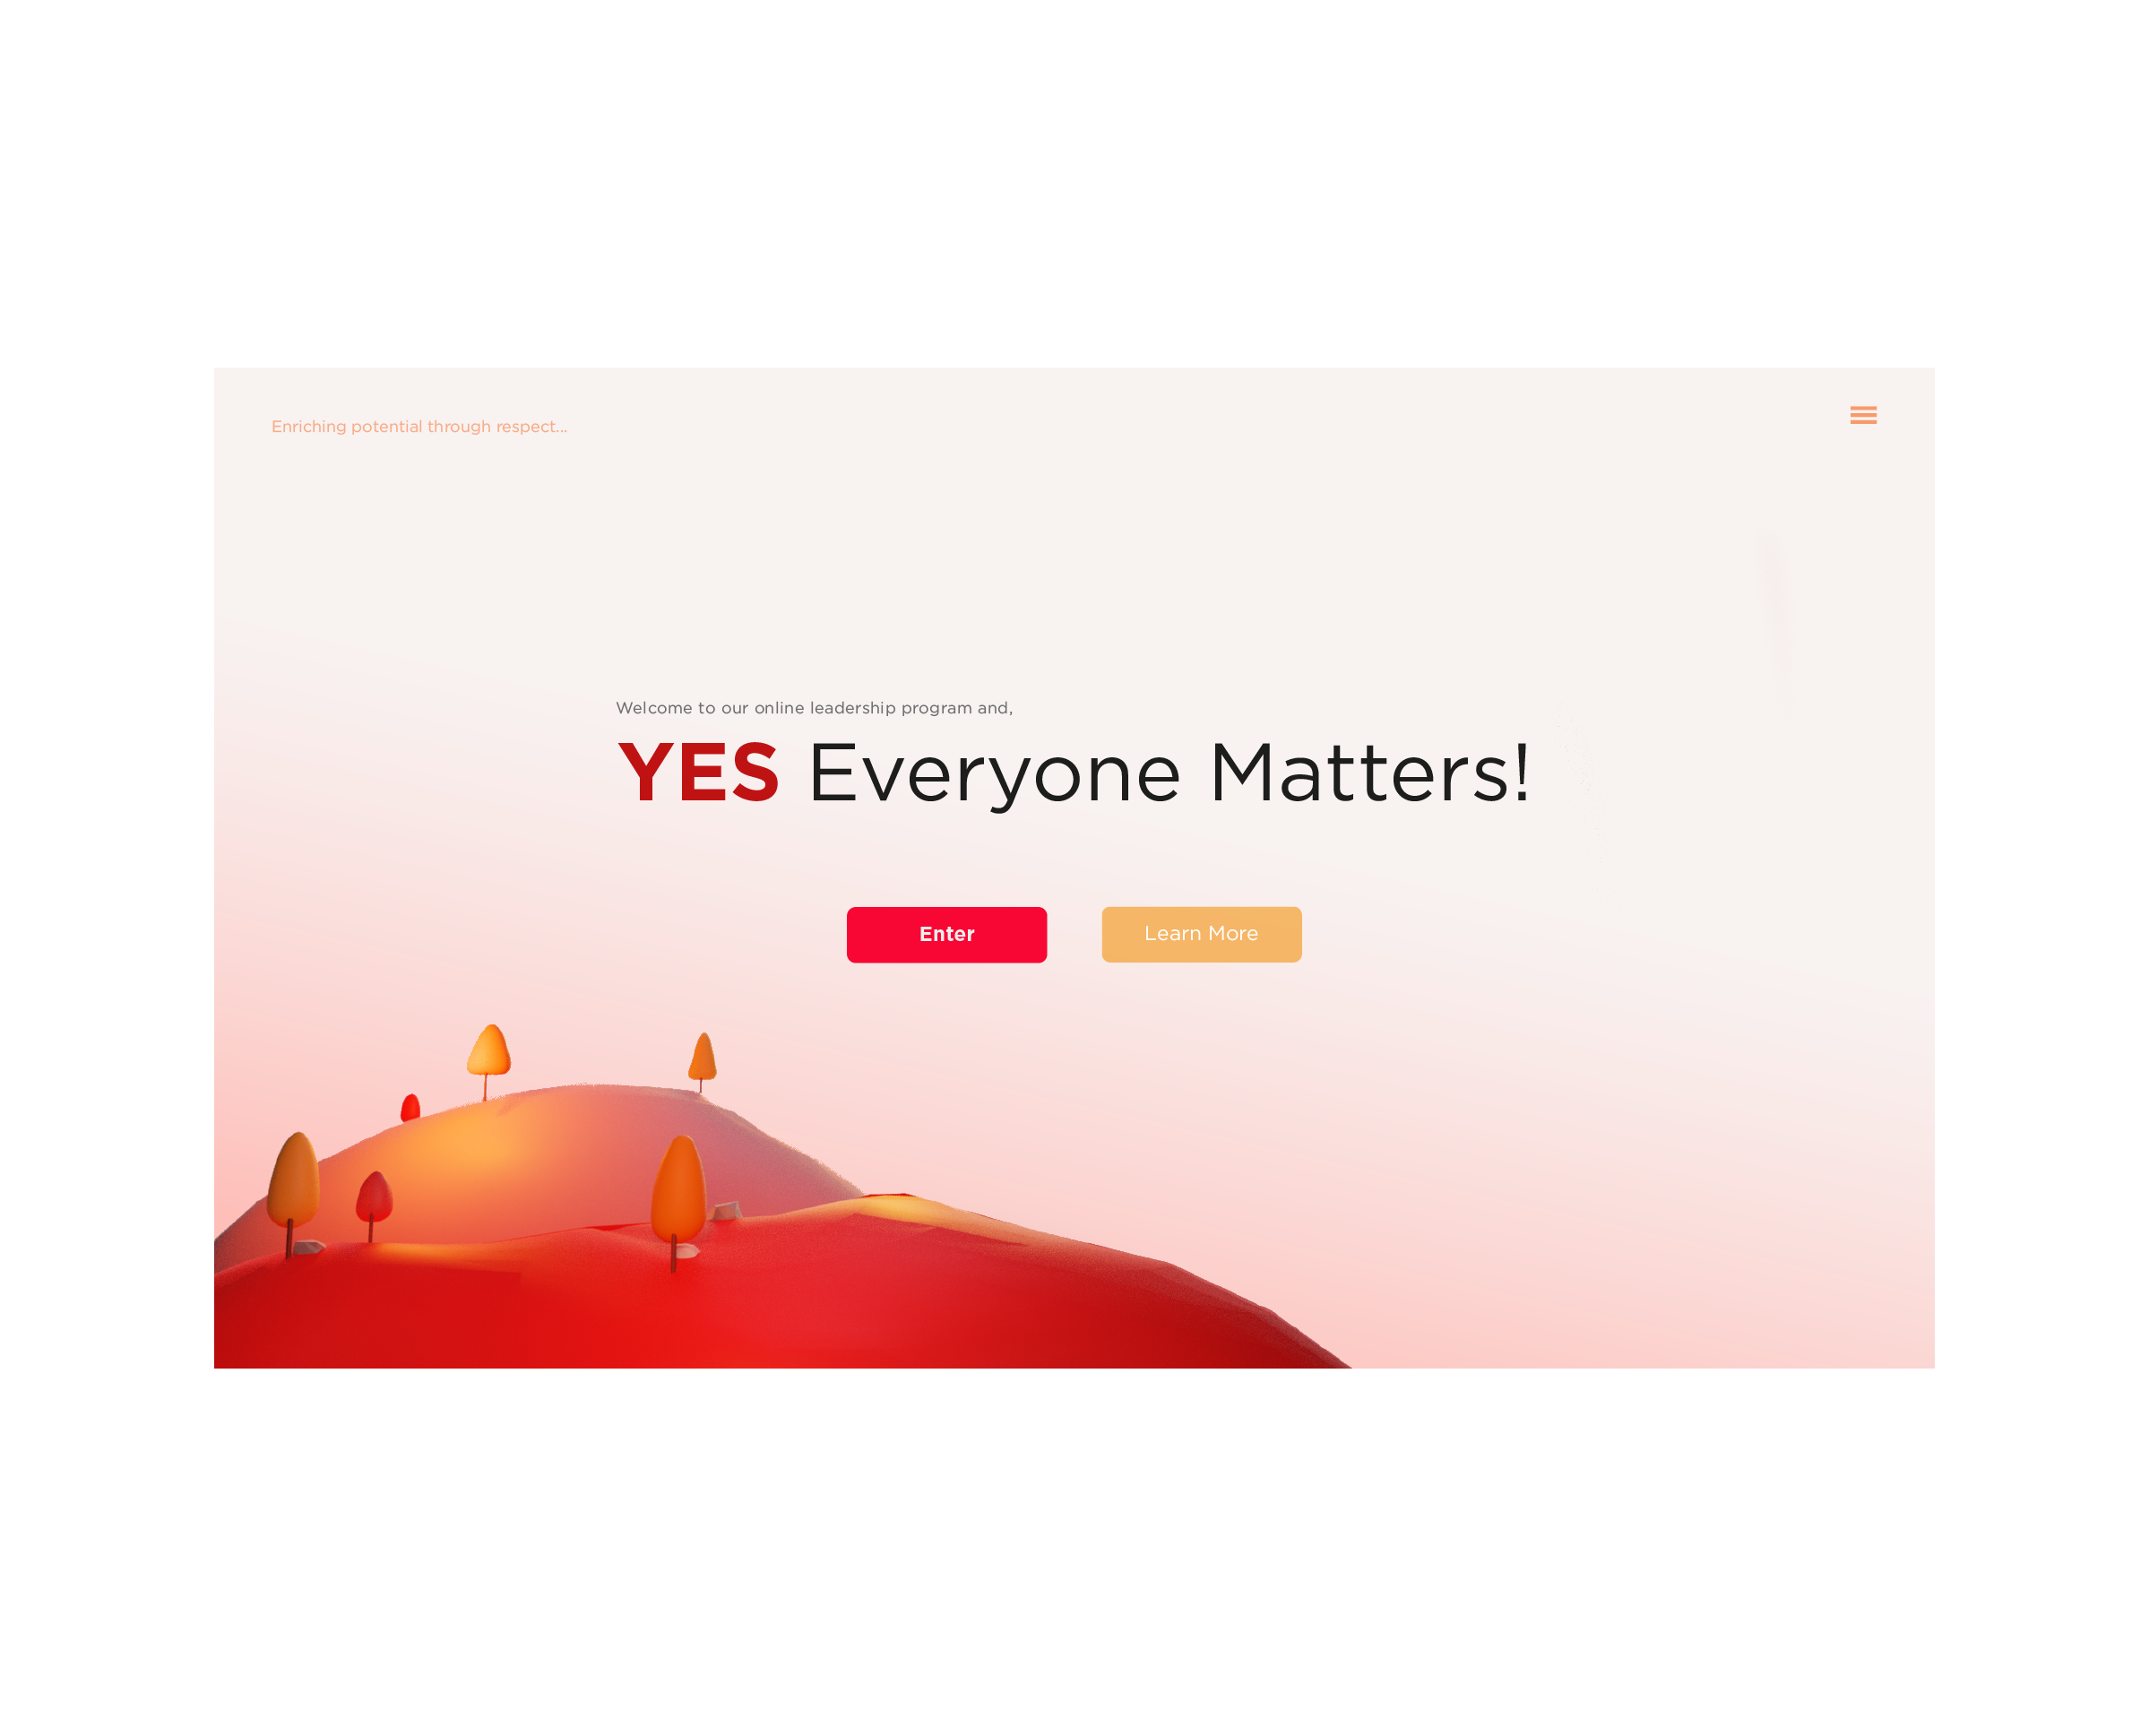 Enriching potential through respect...
Welcome to our online leadership program and,
YES Everyone Matters!
Enter
Learn More